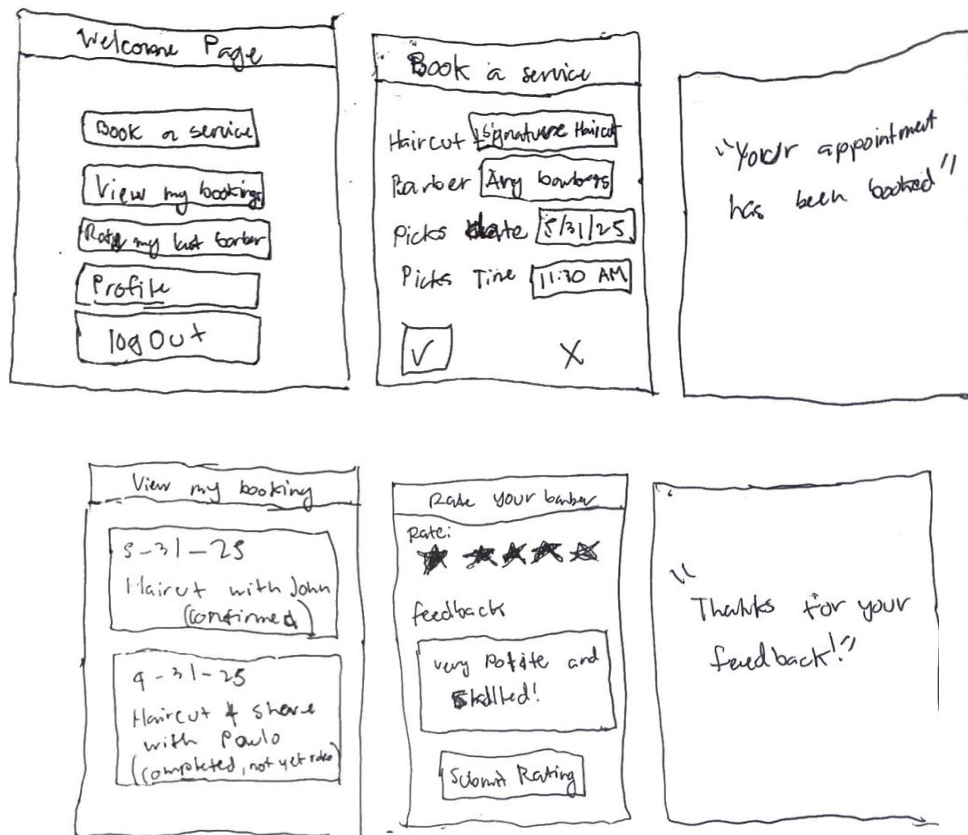 Welcome Page
Book a service
View my bookings
Rate my last barber
Profile
log Out
Book a service
Haircut Signature Haircut
Barber Any barbers
Picks date 5/31/25
Picks Time 11:30 AM
"Your appointment
has been booked"
View my booking
5-31-25
Haircut with John
(confirmed)
9-31-25
Haircut & shave
with Paulo
(completed, not yet rated)
Rate your barber
Rate:
feedbacks
very Polite and
Skilled!
Submit Rating
"Thanks for your
feedback!"